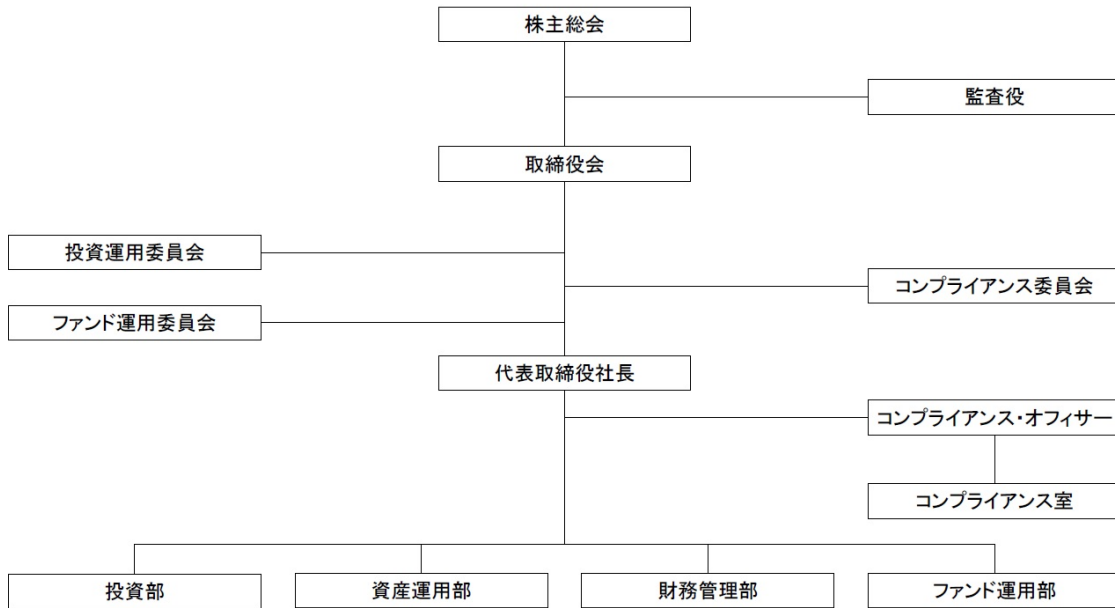 株主総会
監査役
取締役会
投資運用委員会
コンプライアンス委員会
ファンド運用委員会
代表取締役社長
コンプライアンス・オフィサー
コンプライアンス室
投資部
資産運用部
財務管理部
ファンド運用部